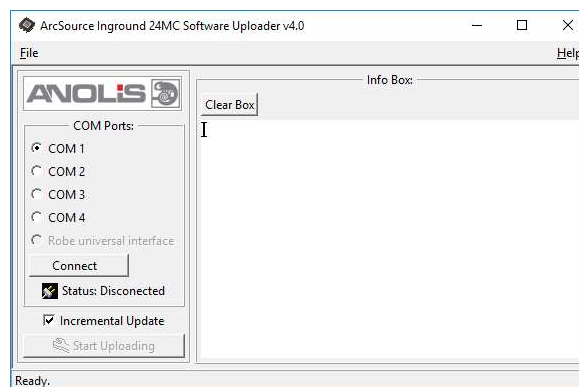 ArcSource Inground 24MC Software Uploader v4.0
File Help
ANOLiS
Info Box:
Clear Box
COM Ports:
COM 1
COM 2
COM 3
COM 4
Robe universal interface
Connect
Status: Disconected
Incremental Update
Start Uploading
Ready.